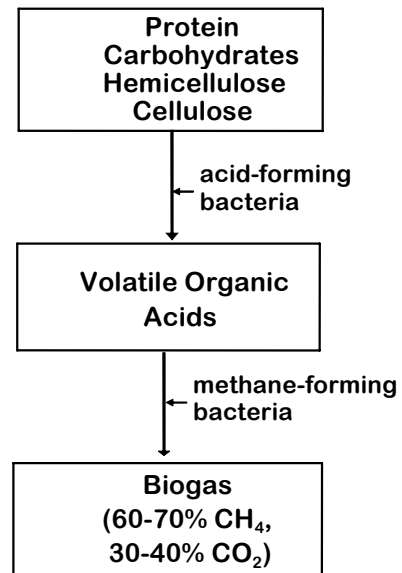 Protein
Carbohydrates
Hemicellulose
Cellulose
acid-forming
bacteria
Volatile Organic
Acids
methane-forming
bacteria
Biogas
(60-70% CH₄,
30-40% CO₂)